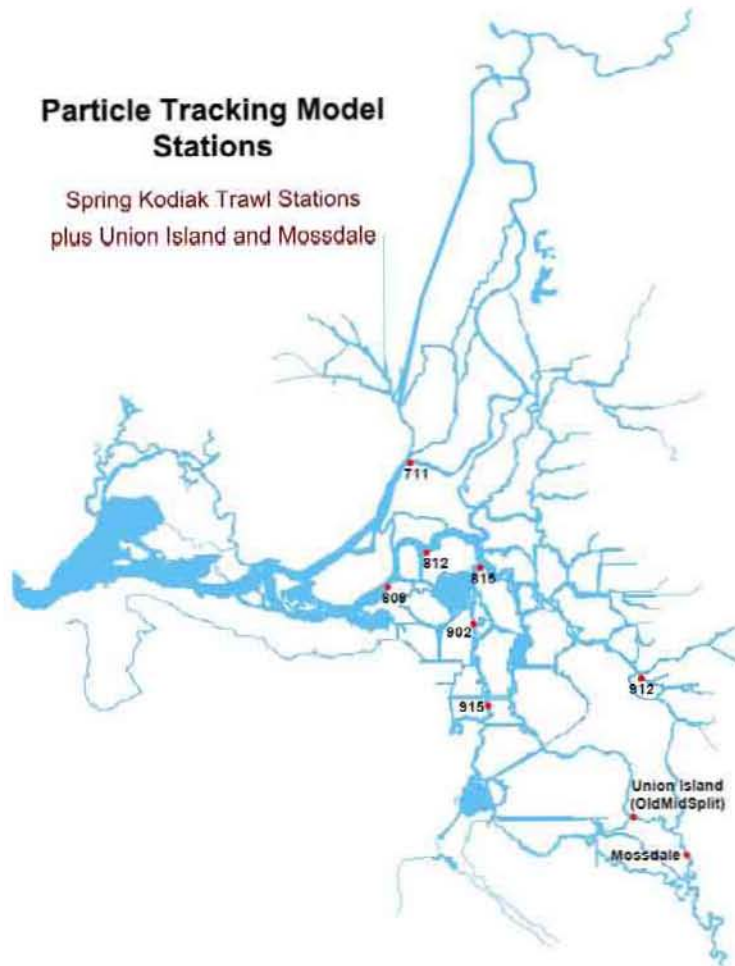 Particle Tracking Model
Stations
Spring Kodiak Trawl Stations
plus Union Island and Mossdale
711
812
815
809
902
912
915
Union Island
(OldMidSplit)
Mossdale